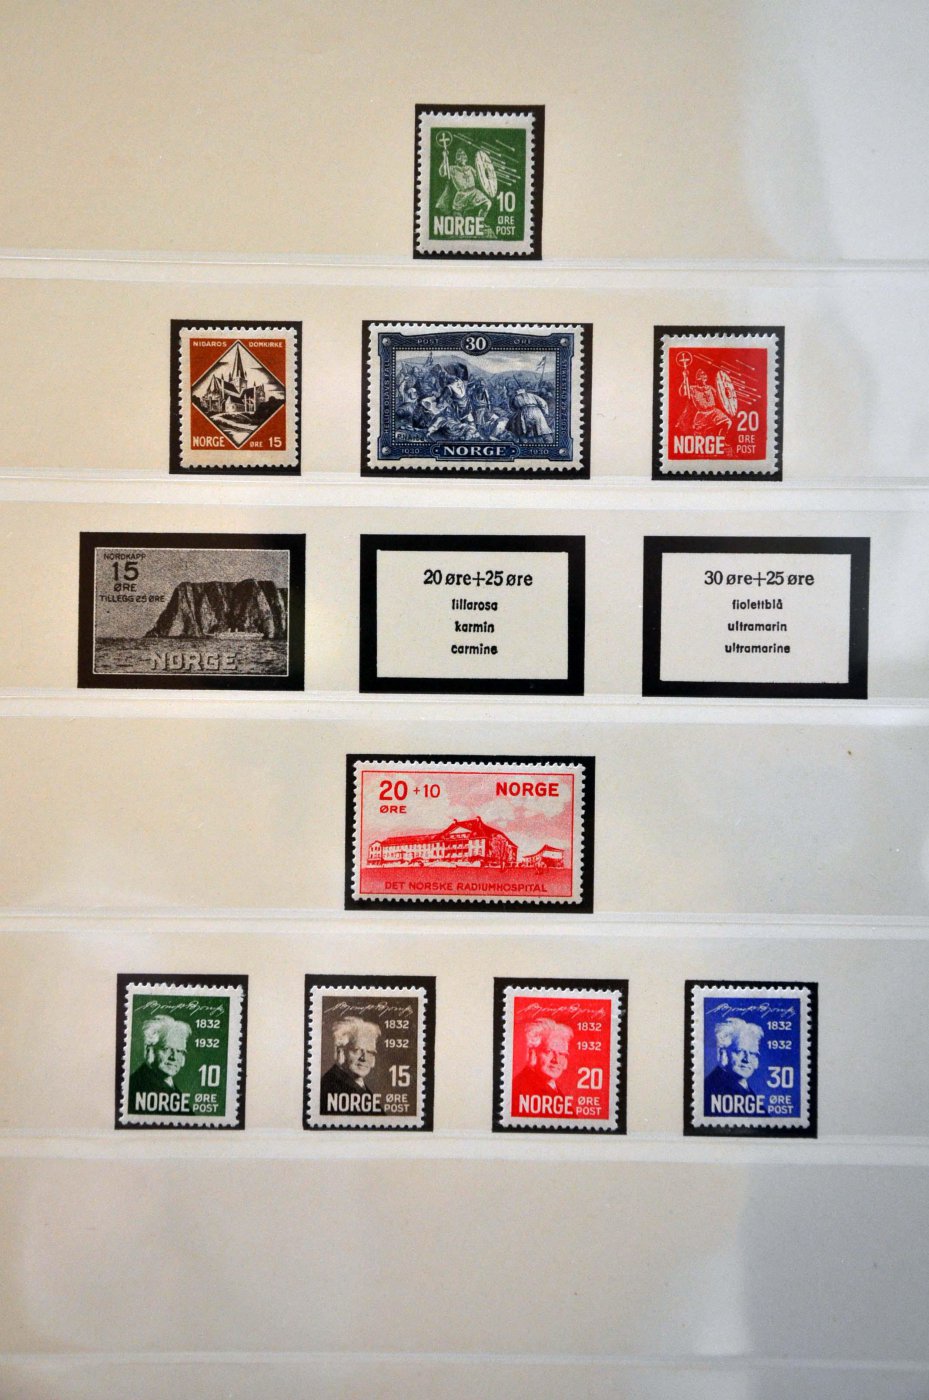 10
ØRE
NORGE POST
NIDAROS DOMKIRKE
NORGE ØRE 15
POST 30 ØRE
1030 NORGE 1930
20
ØRE
NORGE POST
NORDKAPP
15
ØRE
TILLEGG 25 ØRE
NORGE
20 øre+25 øre
lillarosa
karmin
carmine
30 øre+25 øre
fiolettblå
ultramarin
ultramarine
20 +10 NORGE
ØRE
DET NORSKE RADIUMHOSPITAL
1832
1932
10
NORGE ØRE
POST
1832
1932
15
NORGE ØRE
POST
1832
1932
20
NORGE ØRE
POST
1832
1932
30
NORGE ØRE
POST